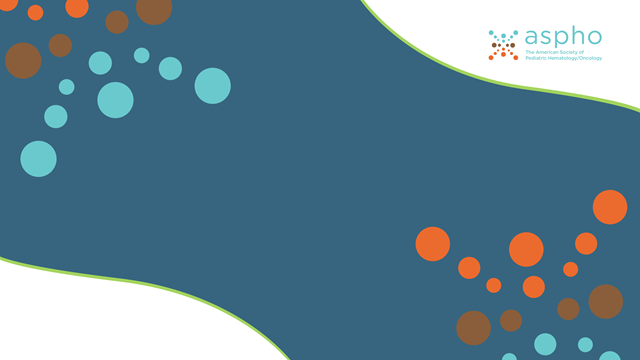 aspho
The American Society of
Pediatric Hematology/Oncology